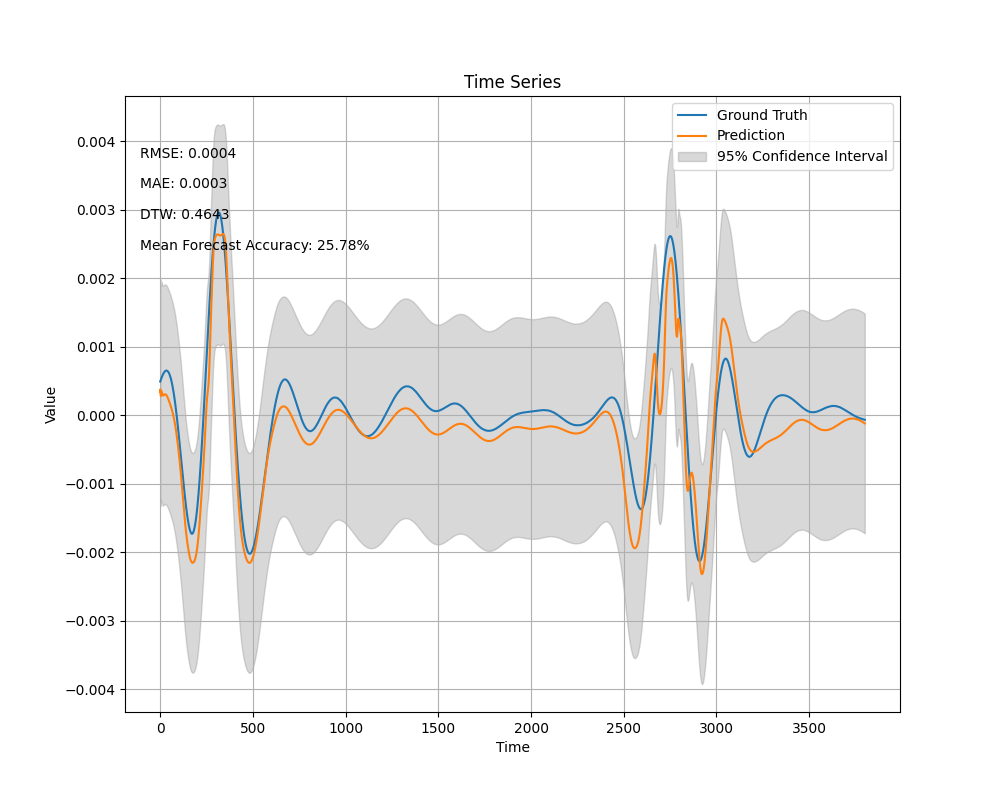 Time Series
Ground Truth
Prediction
95% Confidence Interval
RMSE: 0.0004
MAE: 0.0003
DTW: 0.4643
Mean Forecast Accuracy: 25.78%
Value
0.004
0.003
0.002
0.001
0.000
−0.001
−0.002
−0.003
−0.004
0 500 1000 1500 2000 2500 3000 3500
Time